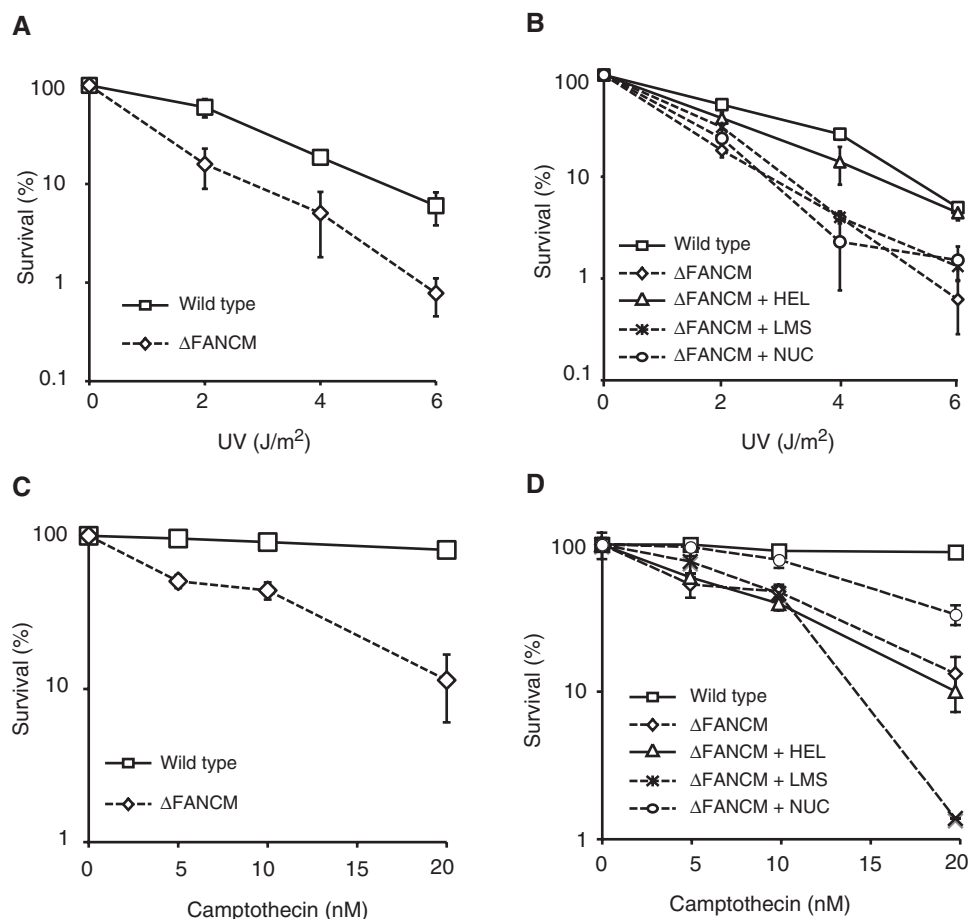 A
100
10
1
0.1
Survival (%)
Wild type
ΔFANCM
0 2 4 6
UV (J/m²)
B
100
10
1
0.1
Survival (%)
Wild type
ΔFANCM
ΔFANCM + HEL
ΔFANCM + LMS
ΔFANCM + NUC
0 2 4 6
UV (J/m²)
C
100
10
1
Survival (%)
Wild type
ΔFANCM
0 5 10 15 20
Camptothecin (nM)
D
100
10
1
Survival (%)
Wild type
ΔFANCM
ΔFANCM + HEL
ΔFANCM + LMS
ΔFANCM + NUC
0 5 10 15 20
Camptothecin (nM)